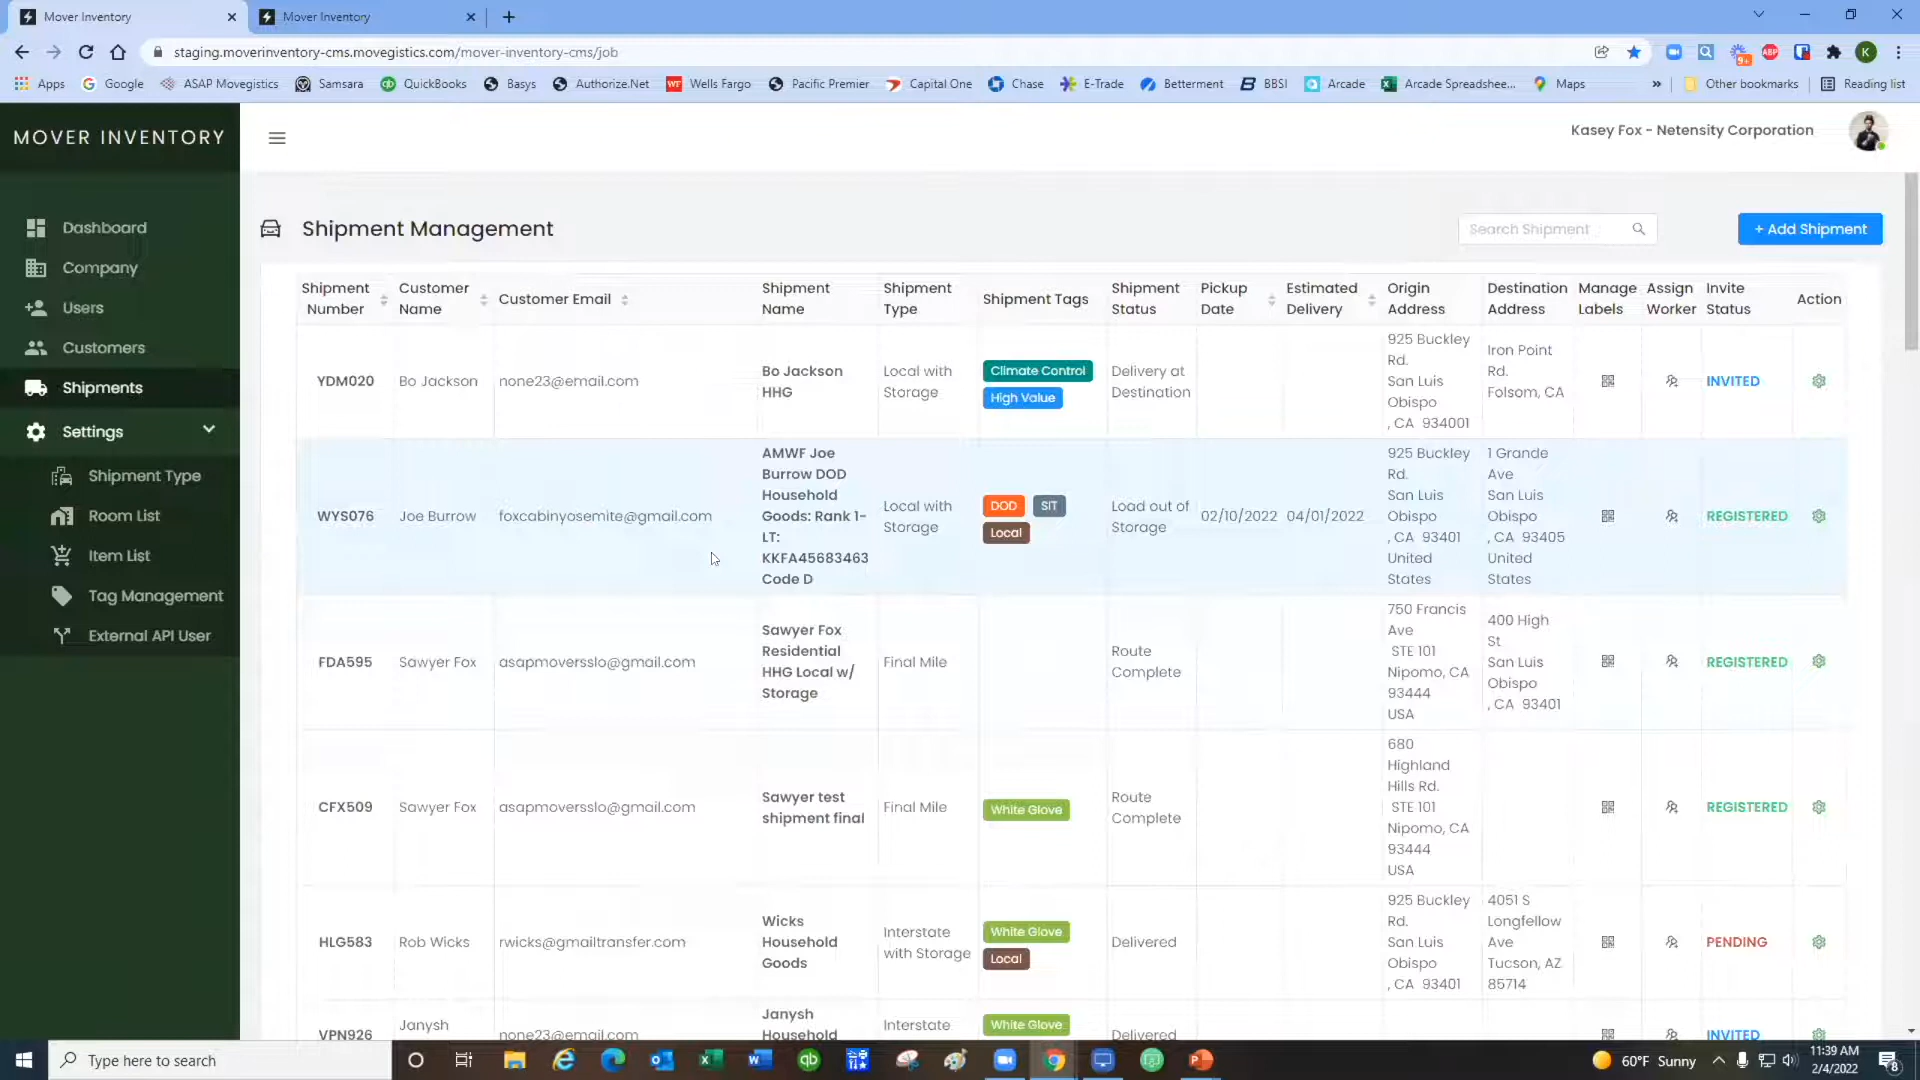 Mover Inventory
Mover Inventory
staging.moverinventory-cms.movegistics.com/mover-inventory-cms/job
9+
ABP
K
Apps
Google
ASAP Movegistics
Samsara
QuickBooks
Basys
Authorize.Net
WF Wells Fargo
Pacific Premier
Capital One
Chase
E-Trade
Betterment
BBSI
Arcade
Arcade Spreadshee...
Maps
»
Other bookmarks
Reading list
MOVER INVENTORY
Kasey Fox - Netensity Corporation
Dashboard
Company
Users
Customers
Shipments
Settings
Shipment Type
Room List
Item List
Tag Management
External API User
Shipment Management
Search Shipment
+ Add Shipment
Shipment Number
Customer Name
Customer Email
Shipment Name
Shipment Type
Shipment Tags
Shipment Status
Pickup Date
Estimated Delivery
Origin Address
Destination Address
Manage Labels
Assign Worker
Invite Status
Action
YDM020
Bo Jackson
none23@email.com
Bo Jackson
HHG
Local with
Storage
Climate Control
High Value
Delivery at
Destination
925 Buckley
Rd.
San Luis
Obispo
, CA 934001
Iron Point
Rd.
Folsom, CA
INVITED
WYS076
Joe Burrow
foxcabinyosemite@gmail.com
AMWF Joe
Burrow DOD
Household
Goods: Rank 1-
LT:
KKFA45683463
Code D
Local with
Storage
DOD
SIT
Local
Load out of
Storage
02/10/2022
04/01/2022
925 Buckley
Rd.
San Luis
Obispo
, CA 93401
United
States
1 Grande
Ave
San Luis
Obispo
, CA 93405
United
States
REGISTERED
FDA595
Sawyer Fox
asapmoversslo@gmail.com
Sawyer Fox
Residential
HHG Local w/
Storage
Final Mile
Route
Complete
750 Francis
Ave
STE 101
Nipomo, CA
93444
USA
400 High
St
San Luis
Obispo
, CA 93401
REGISTERED
CFX509
Sawyer Fox
asapmoversslo@gmail.com
Sawyer test
shipment final
Final Mile
White Glove
Route
Complete
680
Highland
Hills Rd.
STE 101
Nipomo, CA
93444
USA
REGISTERED
HLG583
Rob Wicks
rwicks@gmailtransfer.com
Wicks
Household
Goods
Interstate
with Storage
White Glove
Local
Delivered
925 Buckley
Rd.
San Luis
Obispo
, CA 93401
4051 S
Longfellow
Ave
Tucson, AZ
85714
PENDING
VPN926
Janysh
none23@email.com
Janysh
Household
Interstate
White Glove
Delivered
INVITED
Type here to search
60°F Sunny
11:39 AM
2/4/2022
8